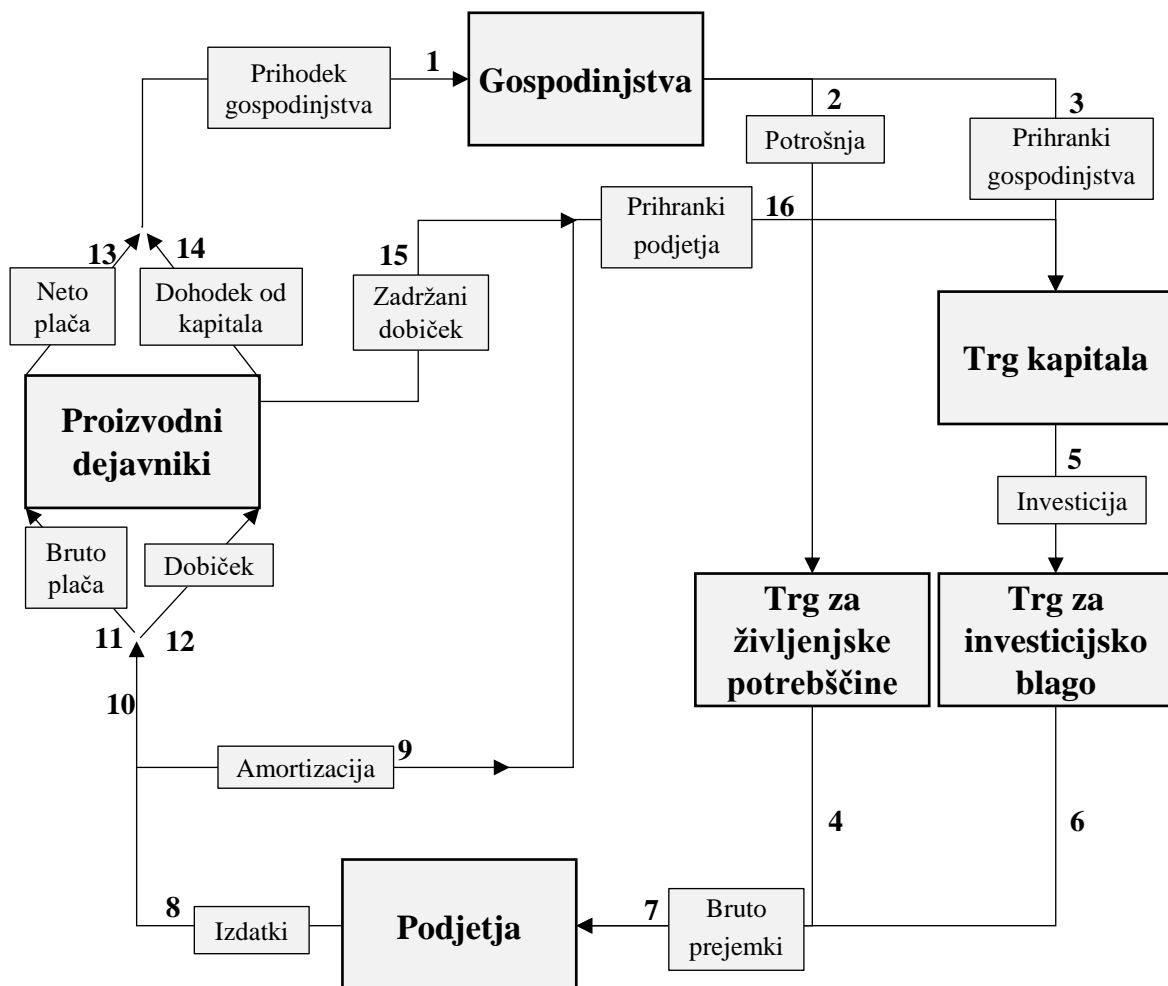 1
Prihodek
gospodinjstva
Gospodinjstva
2
3
Potrošnja
Prihranki
gospodinjstva
Prihranki
podjetja
16
13
14
15
Neto
plača
Dohodek od
kapitala
Zadržani
dobiček
Trg kapitala
Proizvodni
dejavniki
5
Investicija
Bruto
plača
Dobiček
Trg za
življenjske
potrebščine
Trg za
investicijsko
blago
11
12
10
9
Amortizacija
4
6
8
Izdatki
Podjetja
7
Bruto
prejemki